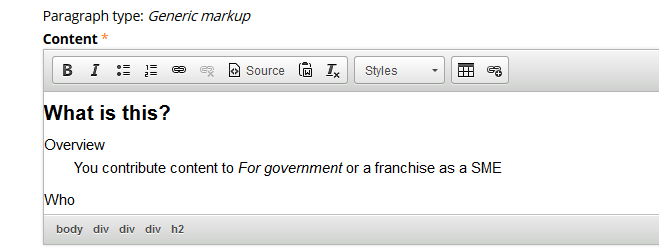 Paragraph type: Generic markup
Content *
B I Source Styles
What is this?
Overview
You contribute content to For government or a franchise as a SME
Who
body div div div h2